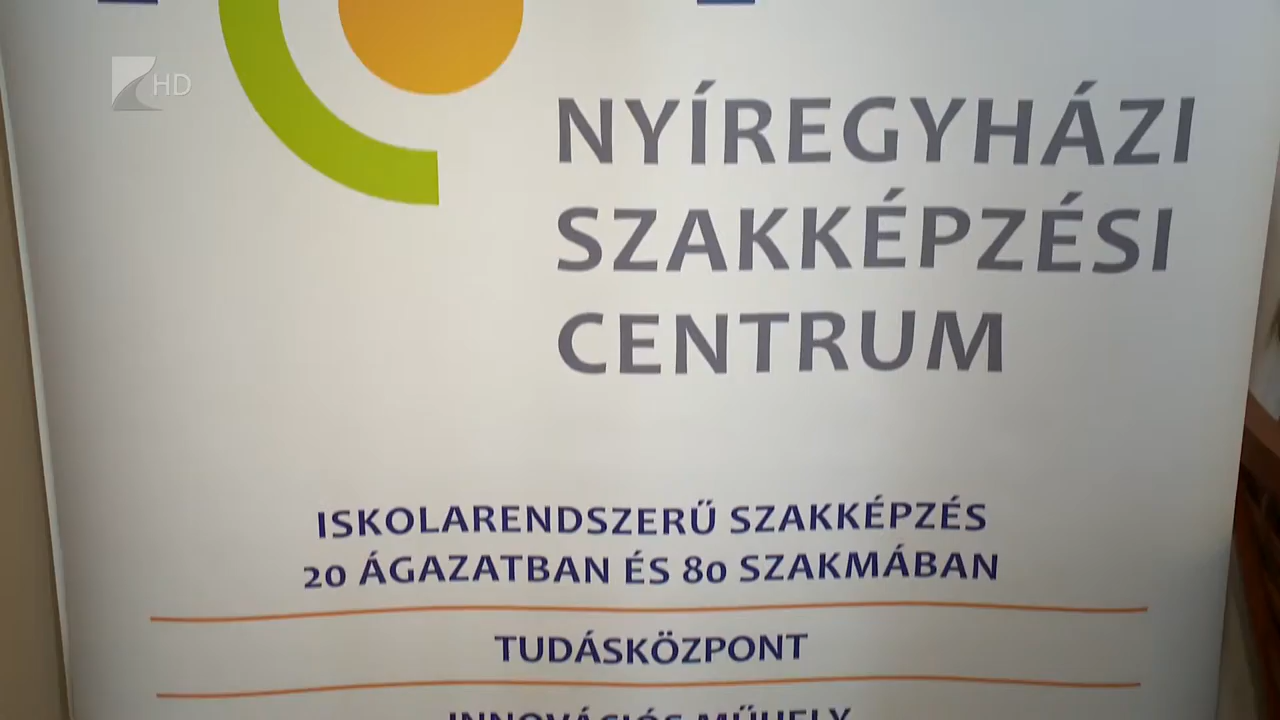 HD
NYÍREGYHÁZI
SZAKKÉPZÉSI
CENTRUM
ISKOLARENDSZERŰ SZAKKÉPZÉS
20 ÁGAZATBAN ÉS 80 SZAKMÁBAN
TUDÁSKÖZPONT
INNOVÁCIÓS MŰHELY